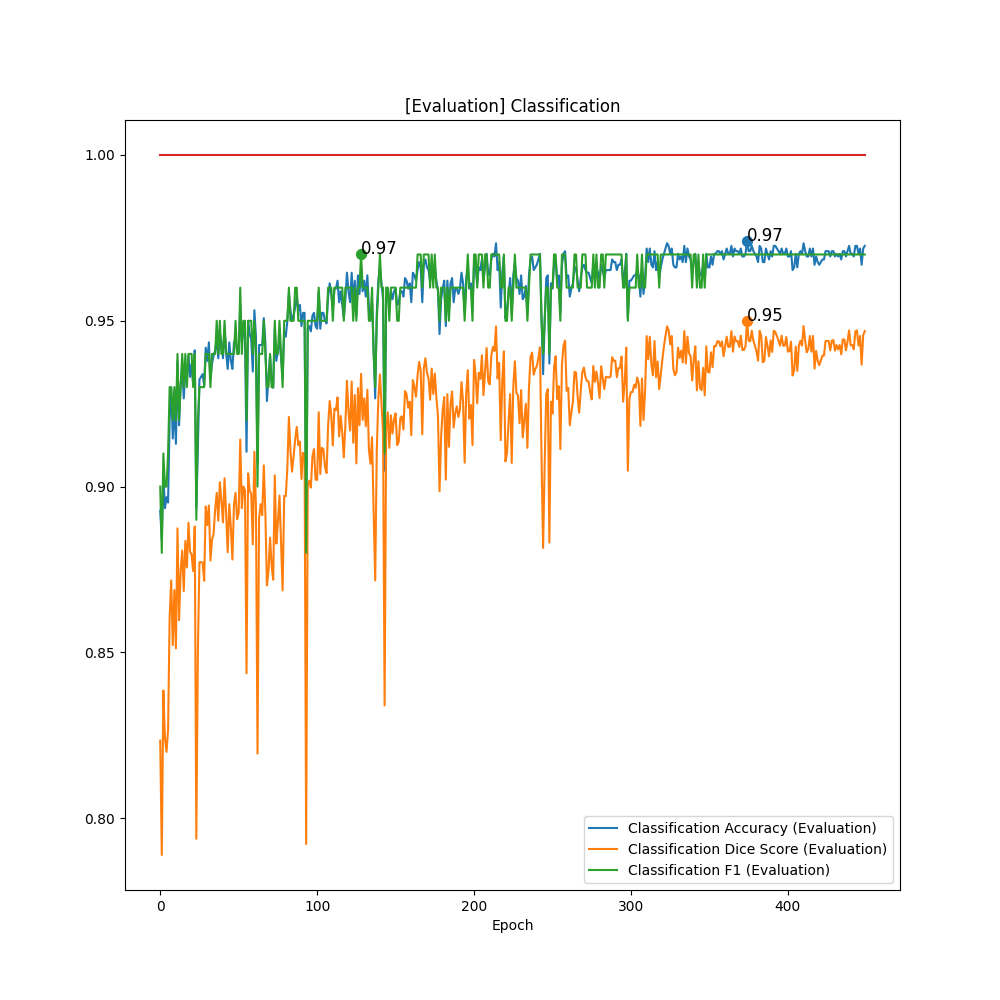 [Evaluation] Classification
1.00
0.97
0.97
0.95
0.95
0.90
0.85
0.80
Classification Accuracy (Evaluation)
Classification Dice Score (Evaluation)
Classification F1 (Evaluation)
0 100 200 300 400
Epoch